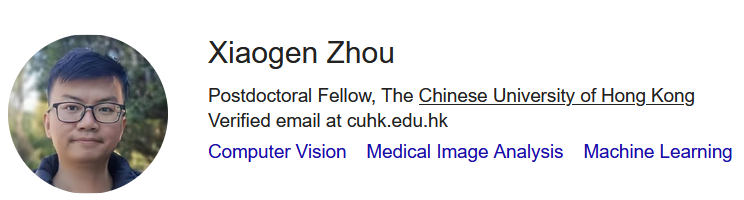 Xiaogen Zhou
Postdoctoral Fellow, The Chinese University of Hong Kong
Verified email at cuhk.edu.hk
Computer Vision Medical Image Analysis Machine Learning